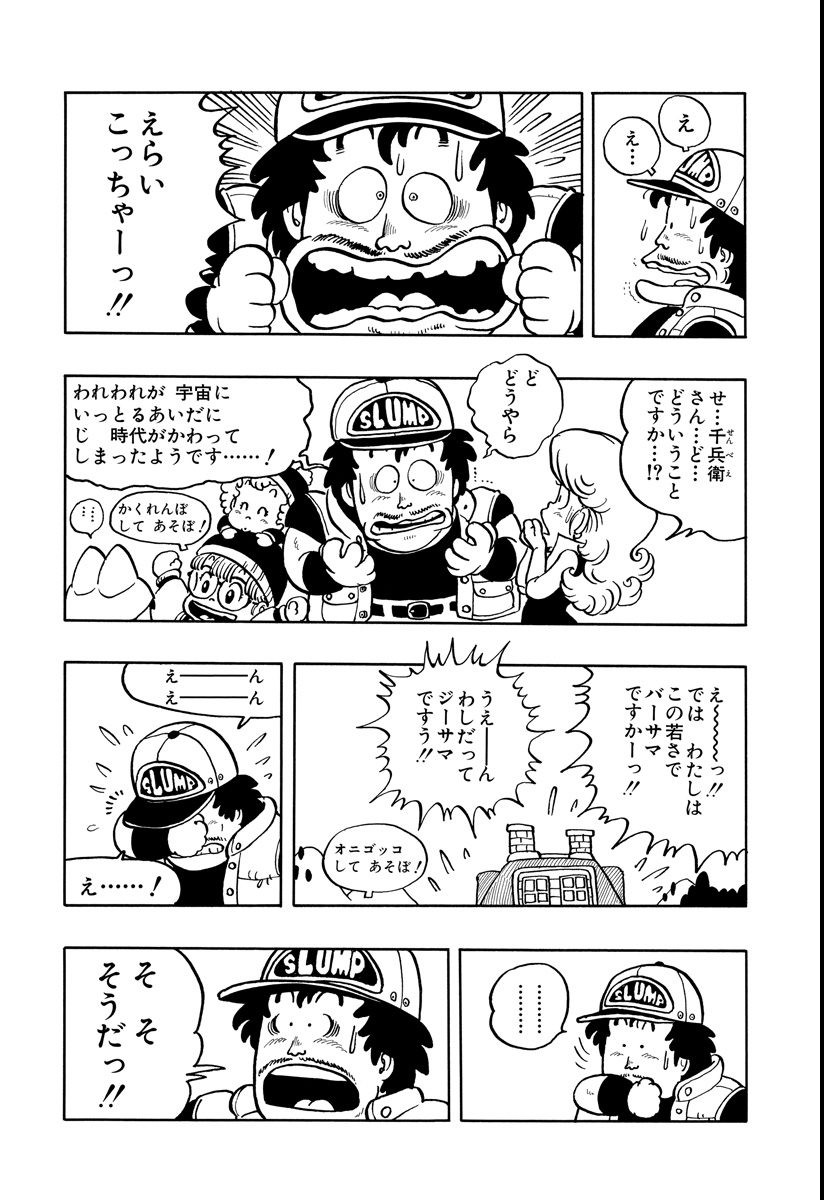 え
え…
えらい
こっちゃーっ!!
せ…千兵衛
せんべえ
さん…ど…
どういうこと
ですか…!?
ど
どうやら
SLUMP
われわれが 宇宙に
いっとるあいだに
じ 時代がかわって
しまったようです……!
かくれんぼ
して あそぼ!
……
え〜〜〜っ!!
では わたしは
この若さで
バーサマ
ですかーっ!!
うえ――ん
わしだって
ジーサマ
ですう!!
オニゴッコ
して あそぼ!
え―――ん
え―――ん
SLUMP
え……!
………
………
SLUMP
SLUMP
そ そ
そうだっ!!